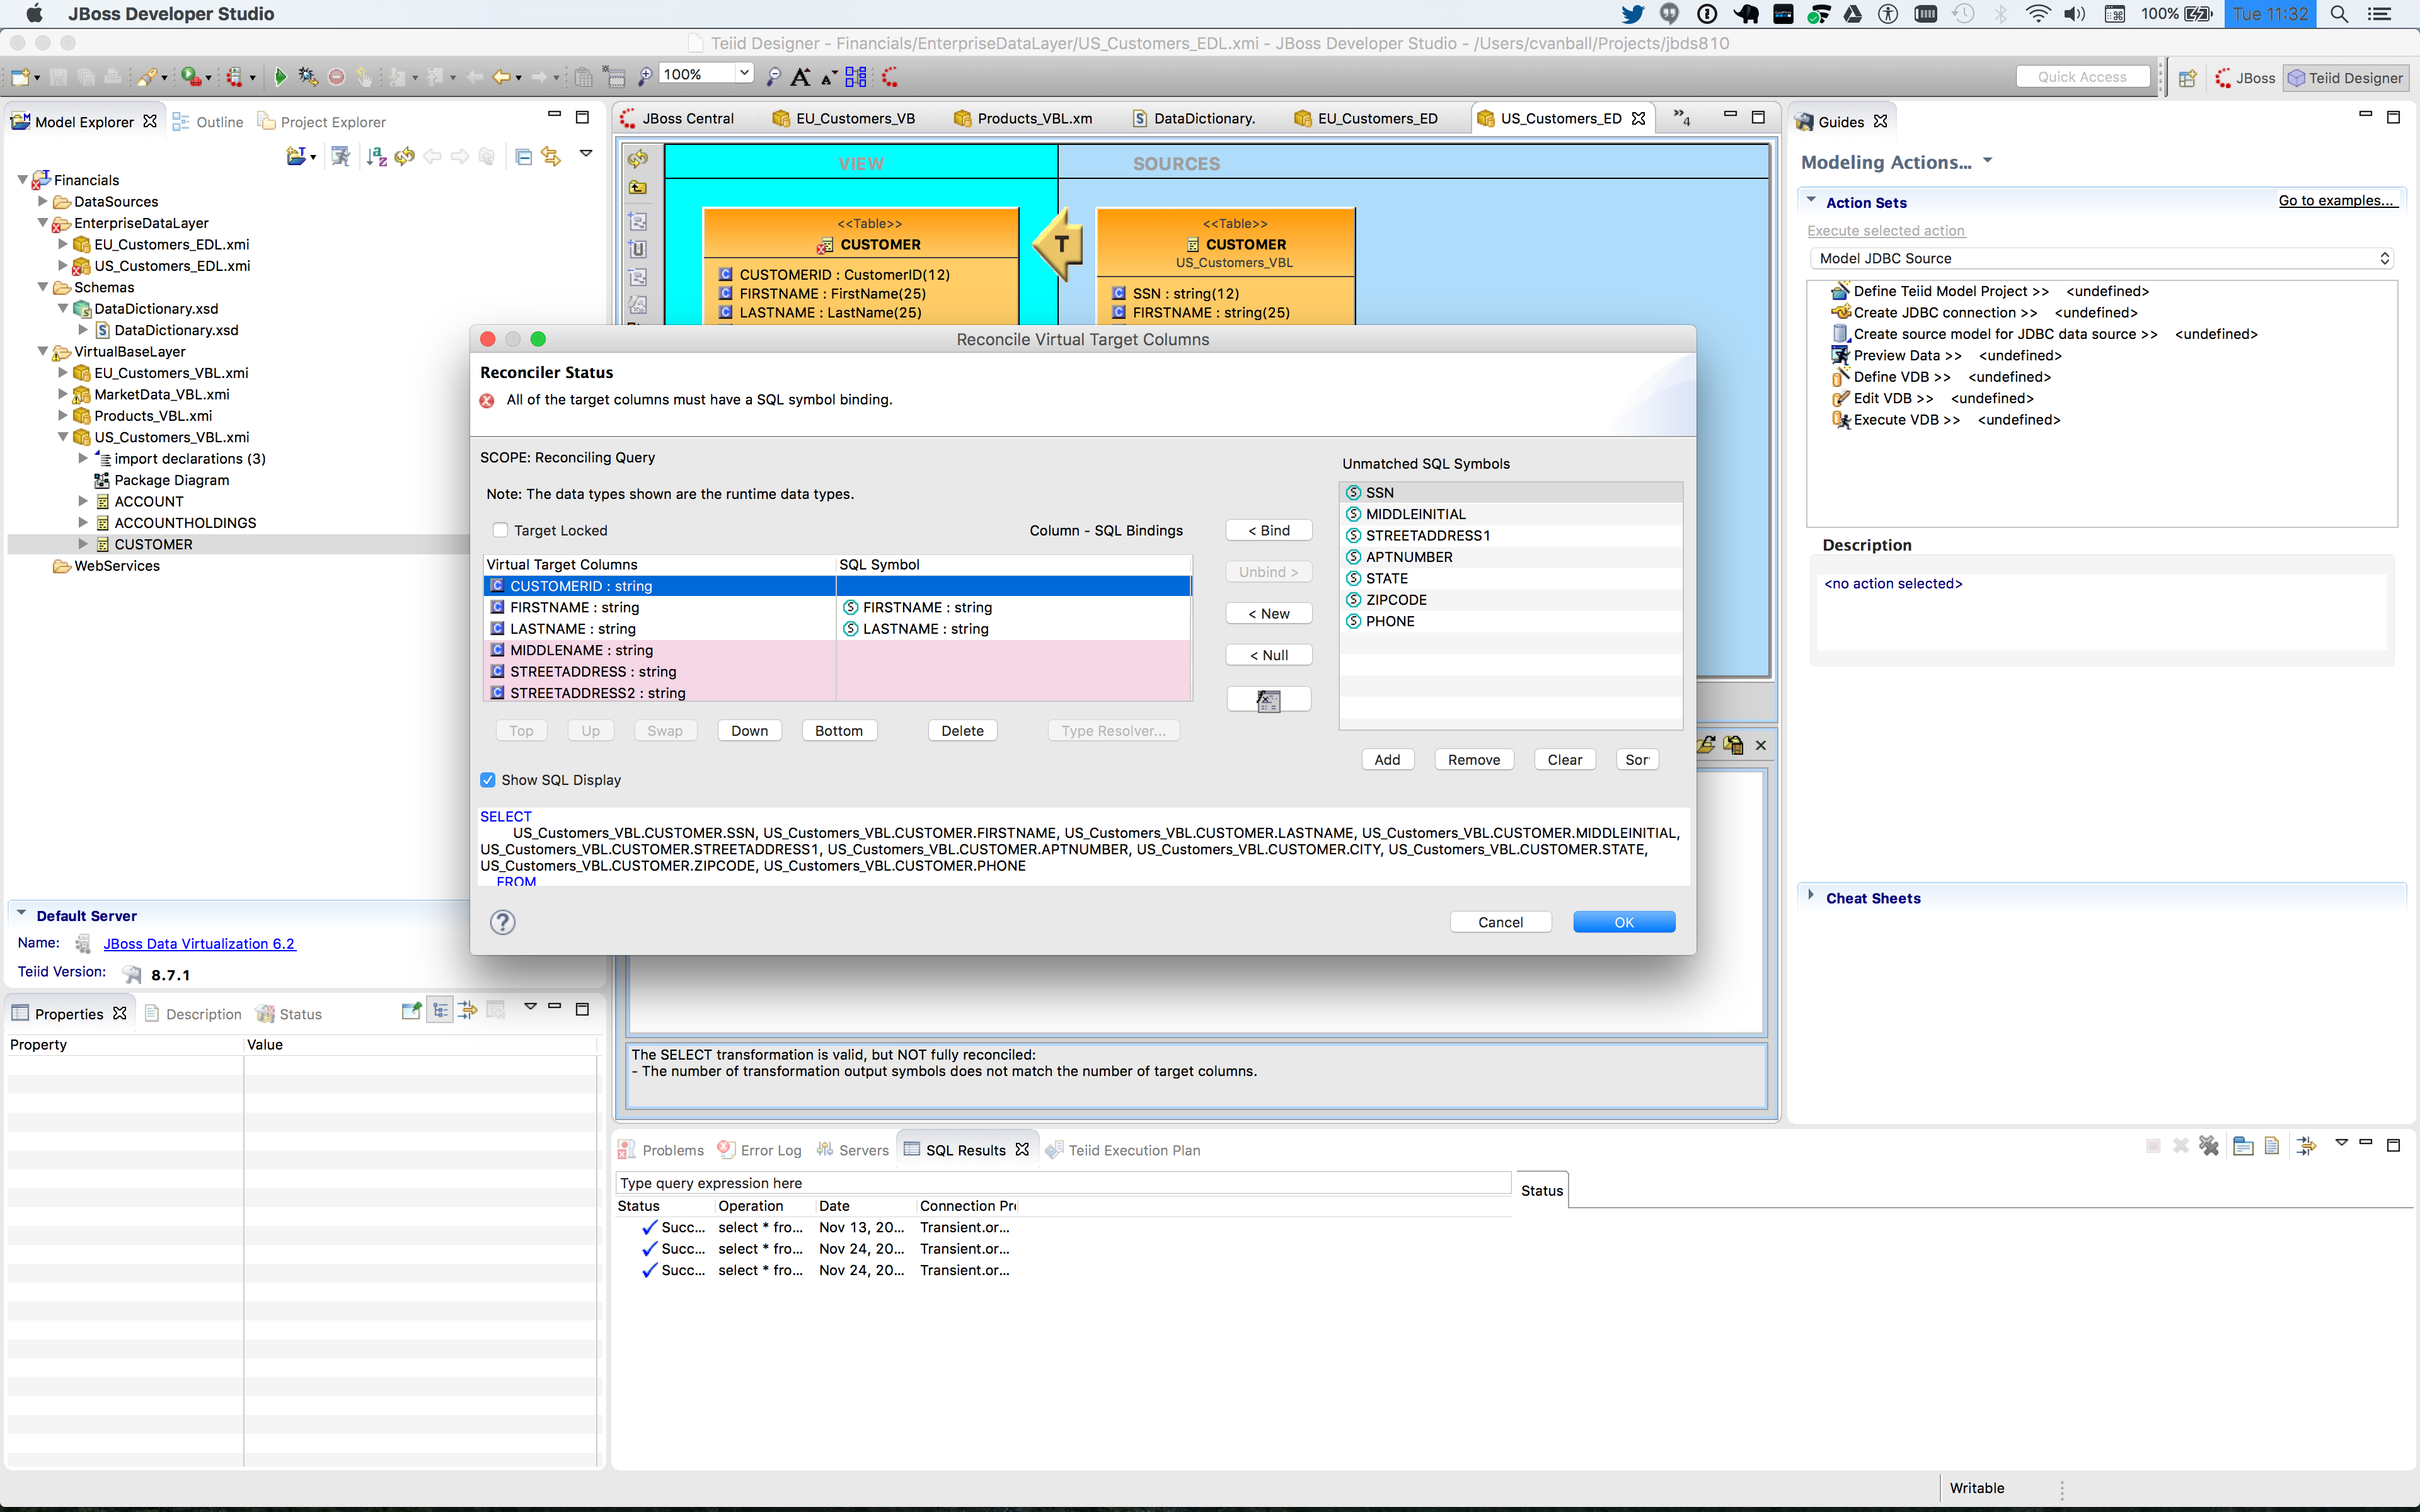 JBoss Developer Studio
100%
Tue 11:32
Teiid Designer - Financials/EnterpriseDataLayer/US_Customers_EDL.xmi - JBoss Developer Studio - /Users/cvanball/Projects/jbds810
100%
Quick Access
JBoss
Teiid Designer
Model Explorer
Outline
Project Explorer
Financials
DataSources
EnterpriseDataLayer
EU_Customers_EDL.xmi
US_Customers_EDL.xmi
Schemas
DataDictionary.xsd
DataDictionary.xsd
VirtualBaseLayer
EU_Customers_VBL.xmi
MarketData_VBL.xmi
Products_VBL.xmi
US_Customers_VBL.xmi
import declarations (3)
Package Diagram
ACCOUNT
ACCOUNTHOLDINGS
CUSTOMER
WebServices
Default Server
Name: JBoss Data Virtualization 6.2
Teiid Version: 8.7.1
Properties
Description
Status
Property Value
JBoss Central
EU_Customers_VB
Products_VBL.xm
DataDictionary.
EU_Customers_ED
US_Customers_ED
»4
VIEW
SOURCES
<<Table>>
CUSTOMER
CUSTOMERID : CustomerID(12)
FIRSTNAME : FirstName(25)
LASTNAME : LastName(25)
T
<<Table>>
CUSTOMER
US_Customers_VBL
SSN : string(12)
FIRSTNAME : string(25)
Reconcile Virtual Target Columns
Reconciler Status
All of the target columns must have a SQL symbol binding.
SCOPE: Reconciling Query
Note: The data types shown are the runtime data types.
Target Locked
Column - SQL Bindings
Virtual Target Columns SQL Symbol
CUSTOMERID : string
FIRSTNAME : string FIRSTNAME : string
LASTNAME : string LASTNAME : string
MIDDLENAME : string
STREETADDRESS : string
STREETADDRESS2 : string
< Bind
Unbind >
< New
< Null
Unmatched SQL Symbols
SSN
MIDDLEINITIAL
STREETADDRESS1
APTNUMBER
STATE
ZIPCODE
PHONE
Top
Up
Swap
Down
Bottom
Delete
Type Resolver...
Add
Remove
Clear
Sor
Show SQL Display
SELECT
US_Customers_VBL.CUSTOMER.SSN, US_Customers_VBL.CUSTOMER.FIRSTNAME, US_Customers_VBL.CUSTOMER.LASTNAME, US_Customers_VBL.CUSTOMER.MIDDLEINITIAL,
US_Customers_VBL.CUSTOMER.STREETADDRESS1, US_Customers_VBL.CUSTOMER.APTNUMBER, US_Customers_VBL.CUSTOMER.CITY, US_Customers_VBL.CUSTOMER.STATE,
US_Customers_VBL.CUSTOMER.ZIPCODE, US_Customers_VBL.CUSTOMER.PHONE
FROM
?
Cancel
OK
The SELECT transformation is valid, but NOT fully reconciled:
- The number of transformation output symbols does not match the number of target columns.
Problems
Error Log
Servers
SQL Results
Teiid Execution Plan
Type query expression here
Status Operation Date Connection Pr
Succ... select * fro... Nov 13, 20... Transient.or...
Succ... select * fro... Nov 24, 20... Transient.or...
Succ... select * fro... Nov 24, 20... Transient.or...
Status
Guides
Modeling Actions...
Action Sets
Go to examples...
Execute selected action
Model JDBC Source
Define Teiid Model Project >> <undefined>
Create JDBC connection >> <undefined>
Create source model for JDBC data source >> <undefined>
Preview Data >> <undefined>
Define VDB >> <undefined>
Edit VDB >> <undefined>
Execute VDB >> <undefined>
Description
<no action selected>
Cheat Sheets
Writable